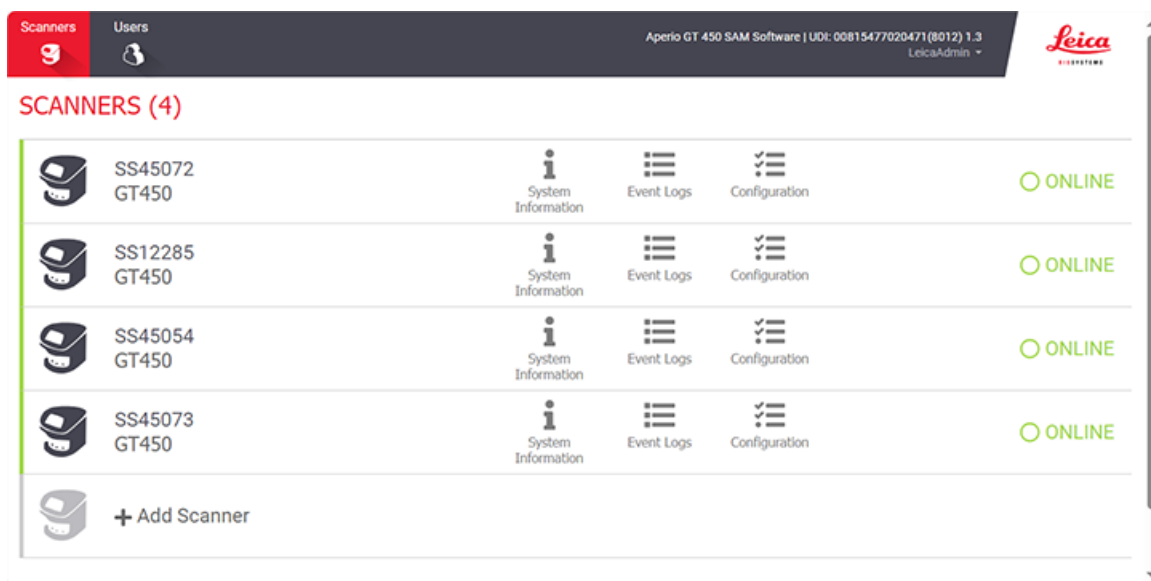 Scanners
Users
Aperio GT 450 SAM Software | UDI: 00815477020471(8012) 1.3
LeicaAdmin
Leica
BIOSYSTEMS
SCANNERS (4)
SS45072
GT450
System
Information
Event Logs
Configuration
ONLINE
SS12285
GT450
System
Information
Event Logs
Configuration
ONLINE
SS45054
GT450
System
Information
Event Logs
Configuration
ONLINE
SS45073
GT450
System
Information
Event Logs
Configuration
ONLINE
+ Add Scanner